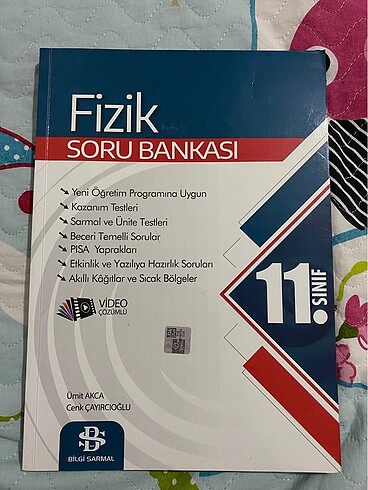 Fizik
SORU BANKASI
Yeni Öğretim Programına Uygun
Kazanım Testleri
Sarmal ve Ünite Testleri
Beceri Temelli Sorular
PISA Yaprakları
Etkinlik ve Yazılıya Hazırlık Soruları
Akıllı Kâğıtlar ve Sıcak Bölgeler
11. SINIF
VİDEO
ÇÖZÜMLÜ
Ümit AKCA
Cenk ÇAYIRCIOĞLU
BİLGİ SARMAL